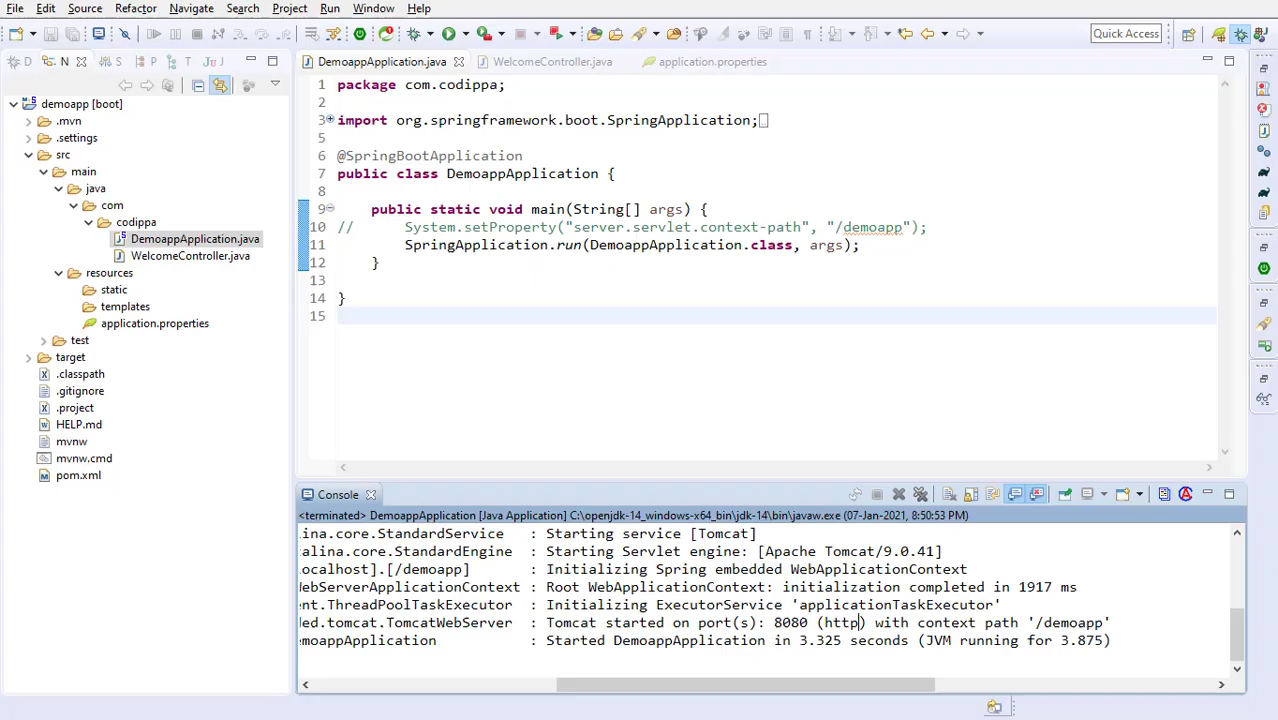 File Edit Source Refactor Navigate Search Project Run Window Help
Quick Access
D N S P T J U
DemoappApplication.java WelcomeController.java application.properties
demoapp [boot]
.mvn
.settings
src
main
java
com
codippa
DemoappApplication.java
WelcomeController.java
resources
static
templates
application.properties
test
target
.classpath
.gitignore
.project
HELP.md
mvnw
mvnw.cmd
pom.xml
1 package com.codippa;
2
3 import org.springframework.boot.SpringApplication;
5
6 @SpringBootApplication
7 public class DemoappApplication {
8
9 public static void main(String[] args) {
10 // System.setProperty("server.servlet.context-path", "/demoapp");
11 SpringApplication.run(DemoappApplication.class, args);
12 }
13
14 }
15
Console
<terminated> DemoappApplication [Java Application] C:\openjdk-14_windows-x64_bin\jdk-14\bin\javaw.exe (07-Jan-2021, 8:50:53 PM)
lina.core.StandardService : Starting service [Tomcat]
alina.core.StandardEngine : Starting Servlet engine: [Apache Tomcat/9.0.41]
ocalhost].[/demoapp] : Initializing Spring embedded WebApplicationContext
WebServerApplicationContext : Root WebApplicationContext: initialization completed in 1917 ms
nt.ThreadPoolTaskExecutor : Initializing ExecutorService 'applicationTaskExecutor'
ed.tomcat.TomcatWebServer : Tomcat started on port(s): 8080 (http) with context path '/demoapp'
emoappApplication : Started DemoappApplication in 3.325 seconds (JVM running for 3.875)